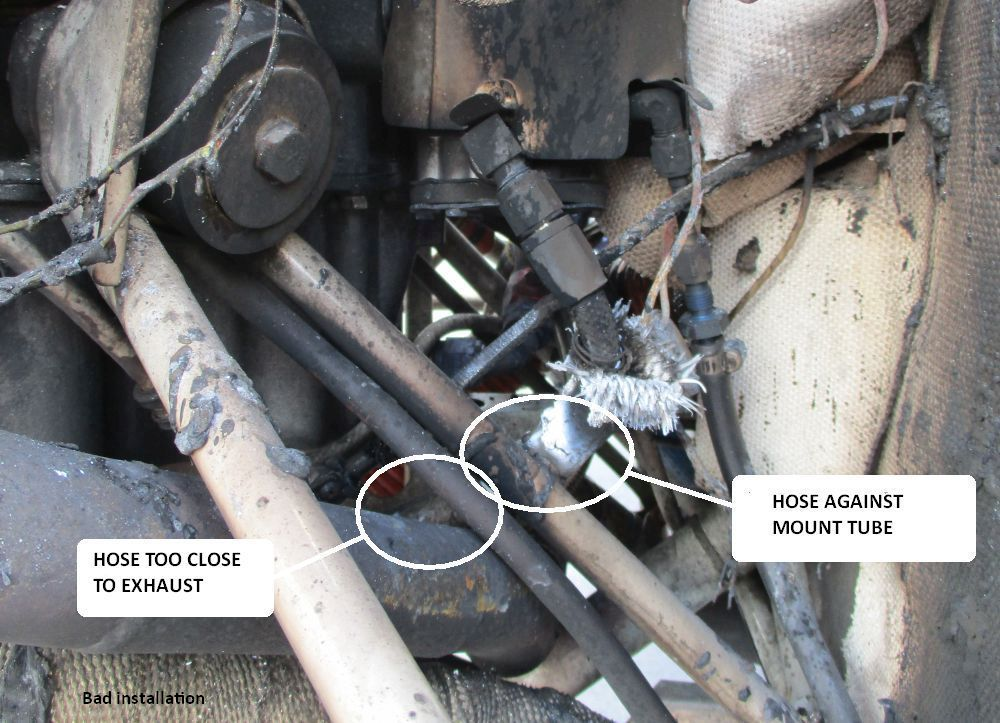 HOSE AGAINST
MOUNT TUBE
HOSE TOO CLOSE
TO EXHAUST
Bad installation